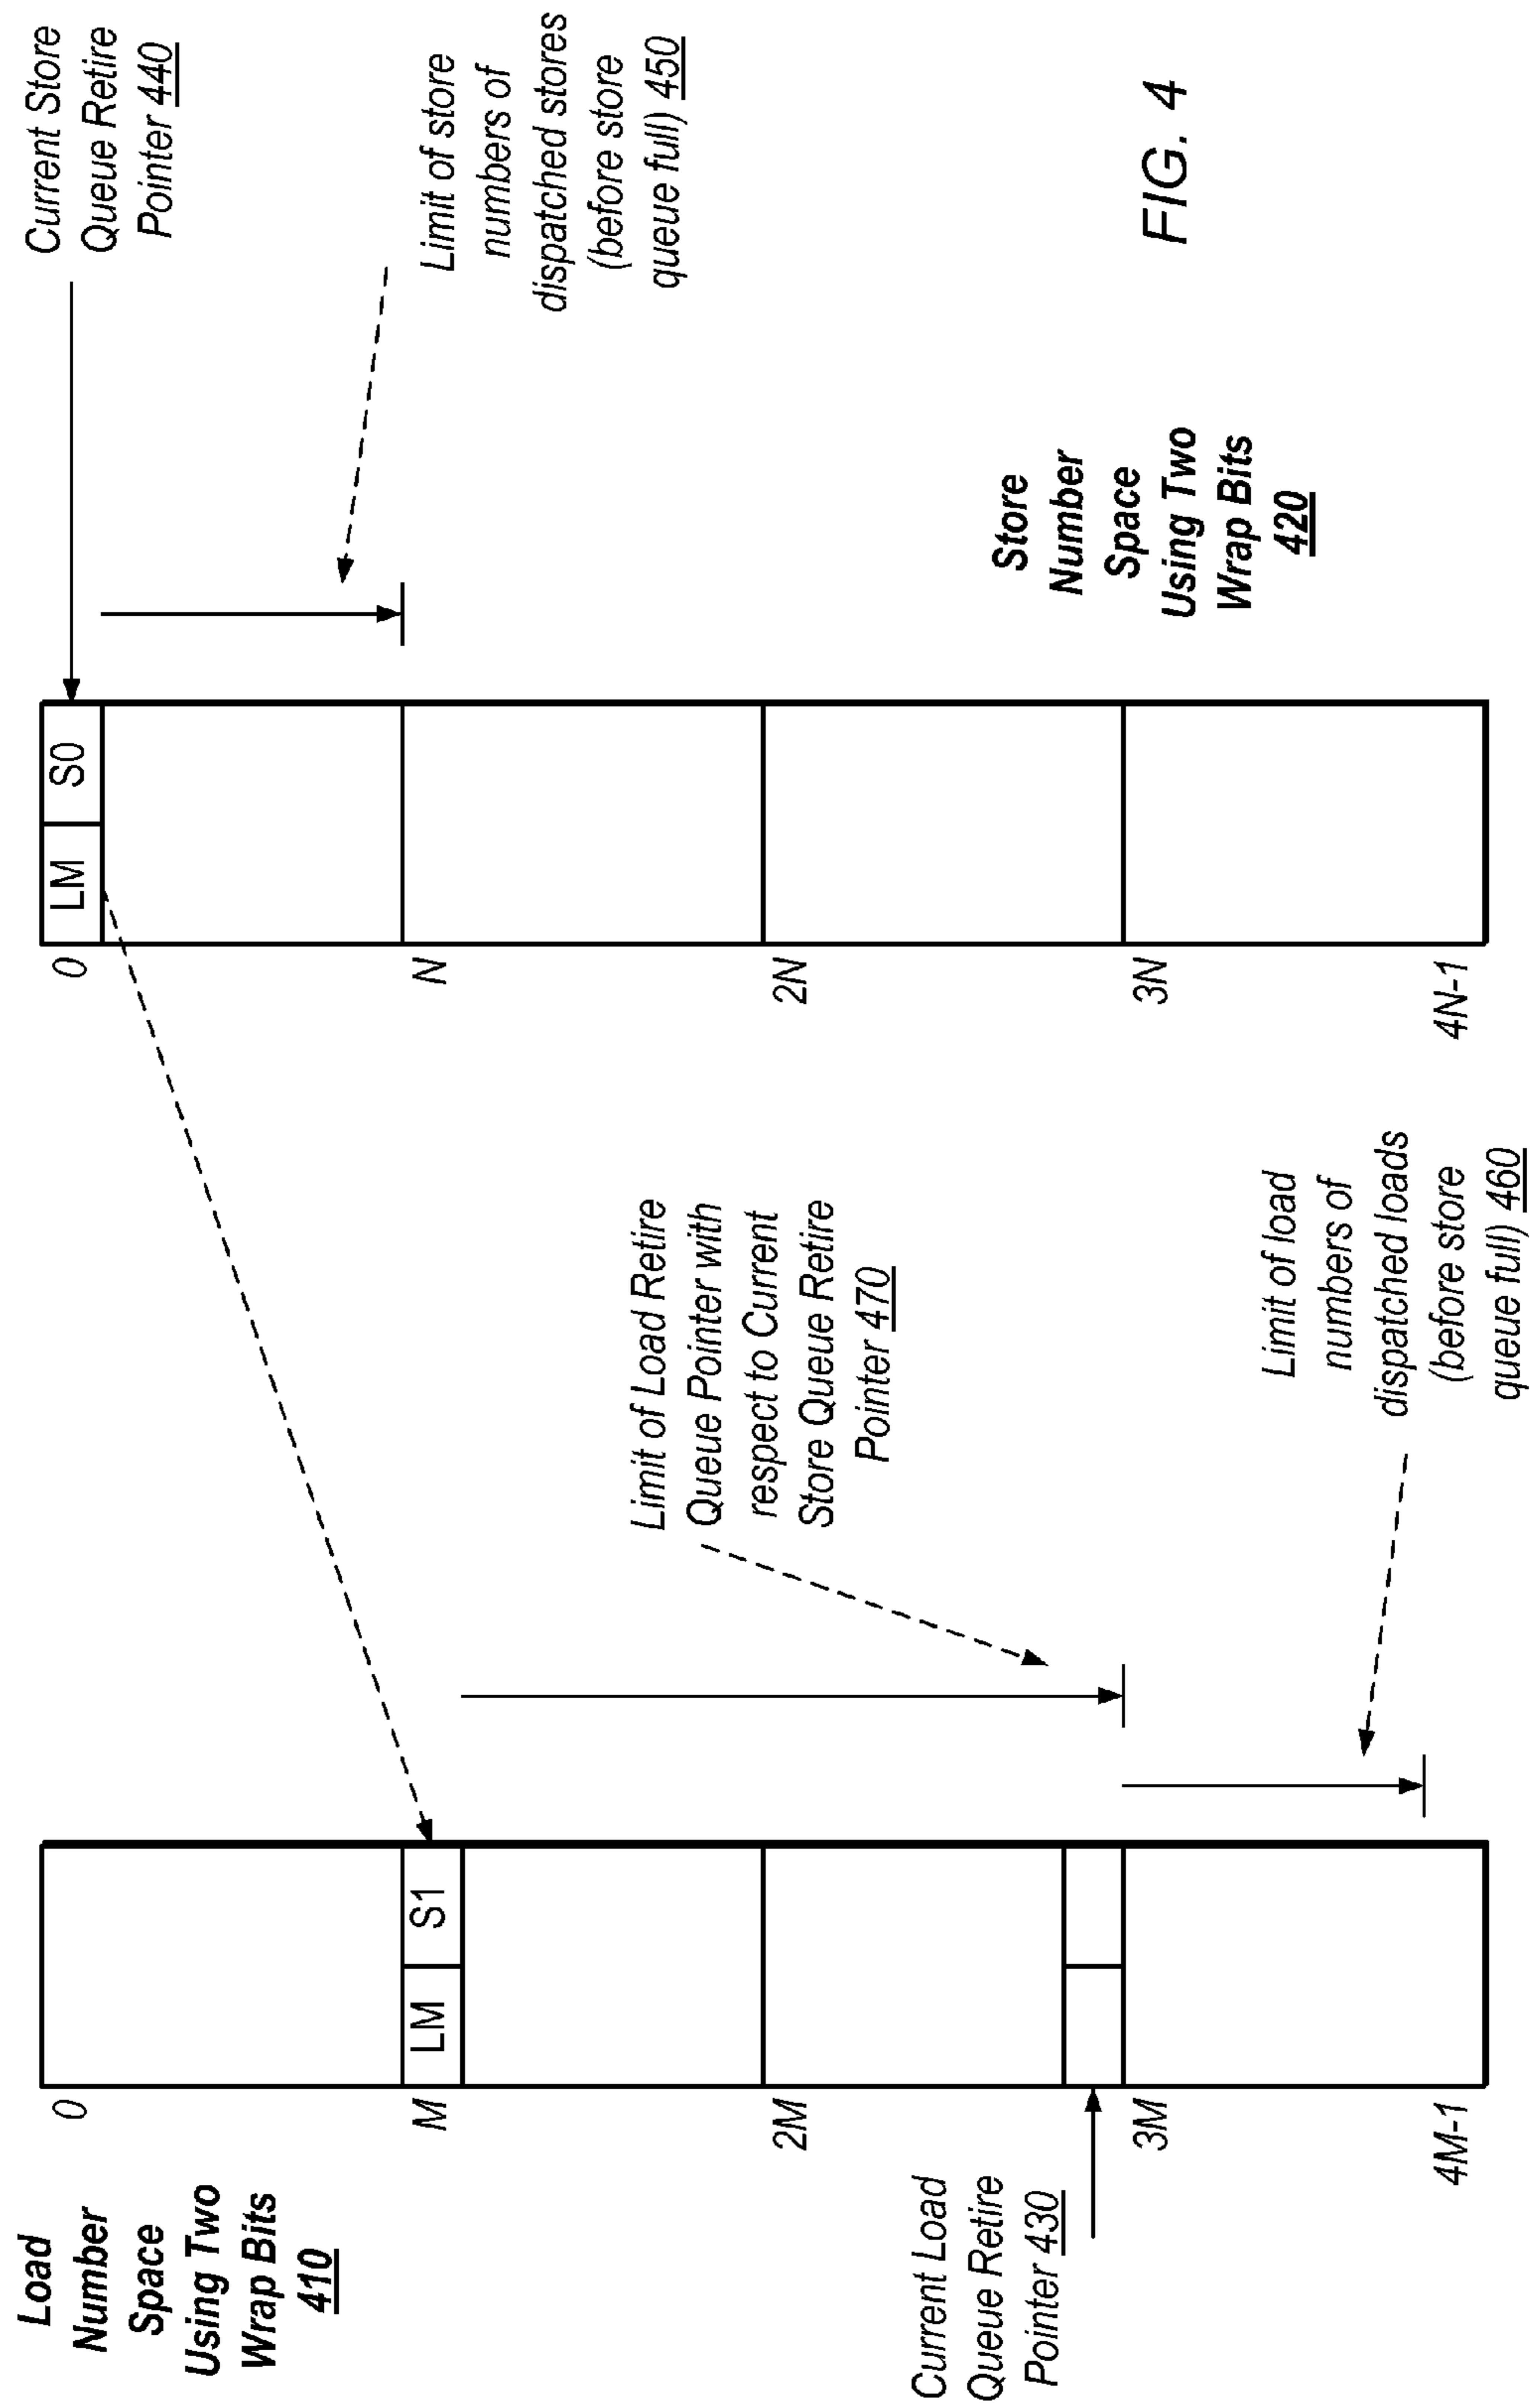 Load
Number
Space
Using Two
Wrap Bits
410
0
M
2M
3M
4M-1
LM S1
Current Load
Queue Retire
Pointer 430
Limit of Load Retire
Queue Pointer with
respect to Current
Store Queue Retire
Pointer 470
Limit of load
numbers of
dispatched loads
(before store
queue full) 460
0
N
2N
3N
4N-1
LM S0
Current Store
Queue Retire
Pointer 440
Limit of store
numbers of
dispatched stores
(before store
queue full) 450
Store
Number
Space
Using Two
Wrap Bits
420
FIG. 4